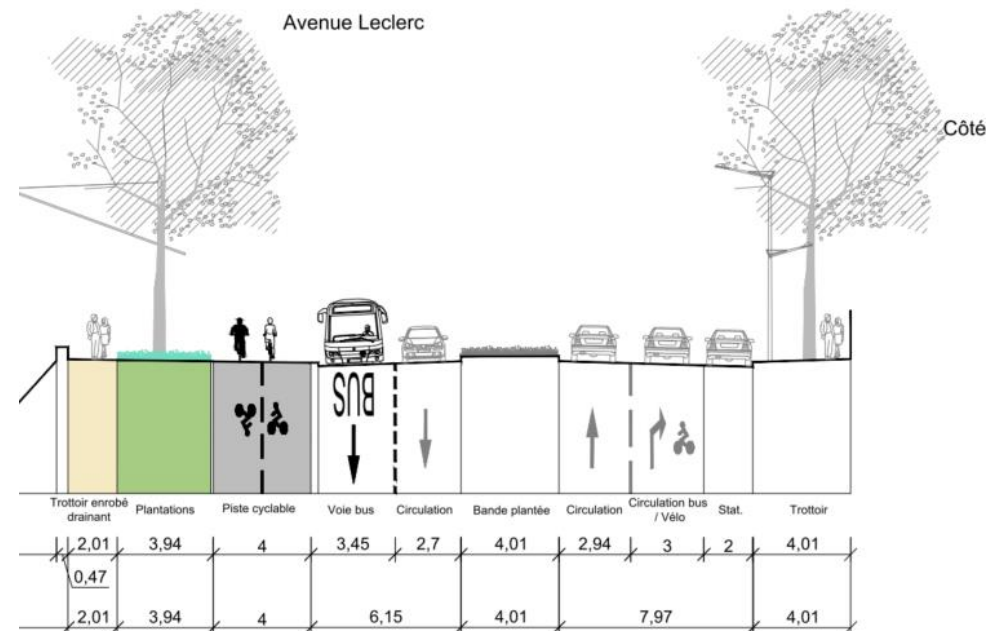 Avenue Leclerc
Côté
BUS
Trottoir enrobé
drainant
Plantations
Piste cyclable
Voie bus
Circulation
Bande plantée
Circulation
Circulation bus
/ Vélo
Stat.
Trottoir
2,01 3,94 4 3,45 2,7 4,01 2,94 3 2 4,01
0,47
2,01 3,94 4 6,15 4,01 7,97 4,01